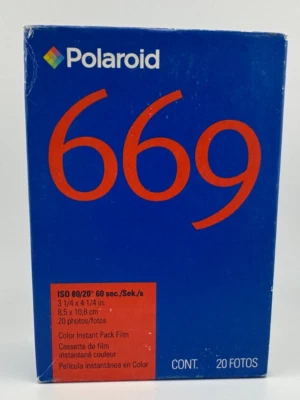 Polaroid
669
ISO 80/20° 60 sec./Sek./s
3 1/4 x 4 1/4 in.
8,5 x 10,8 cm
20 photos/fotos
Color Instant Pack Film
Cassette de film
instantané couleur
Película instantánea en Color
CONT. 20 FOTOS